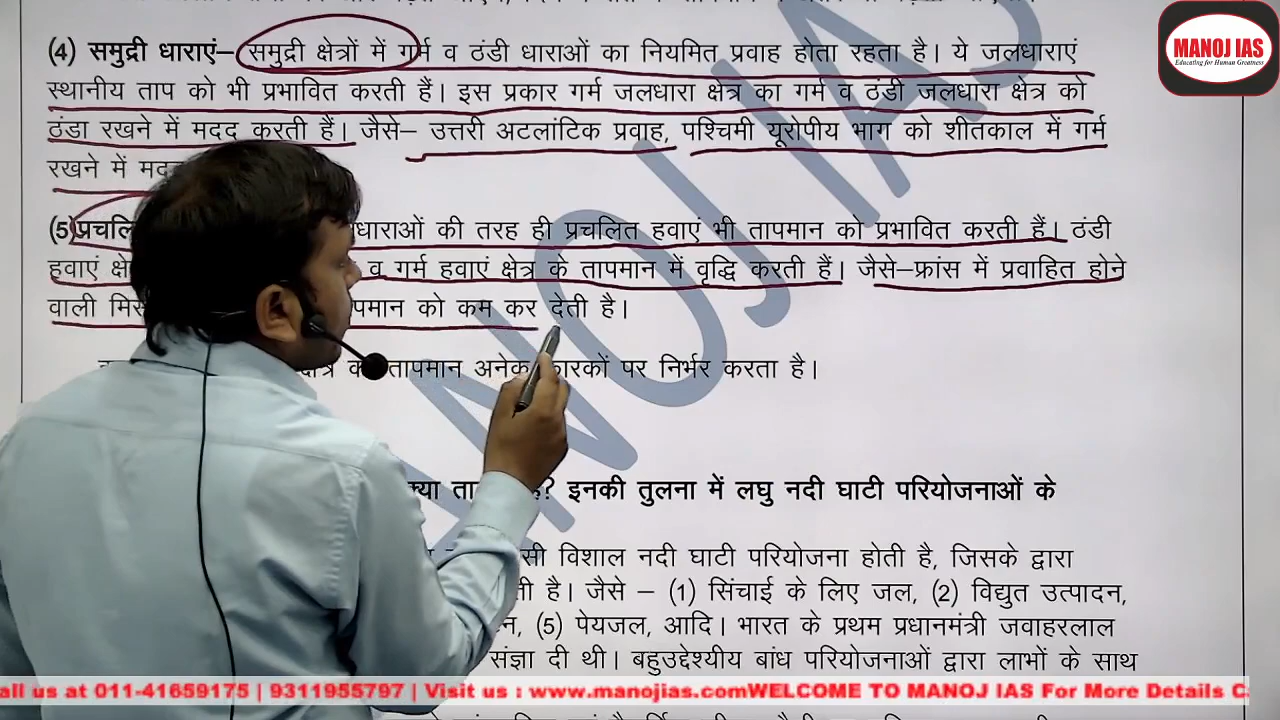 (4) समुद्री धाराएं– समुद्री क्षेत्रों में गर्म व ठंडी धाराओं का नियमित प्रवाह होता रहता है। ये जलधाराएं
स्थानीय ताप को भी प्रभावित करती हैं। इस प्रकार गर्म जलधारा क्षेत्र का गर्म व ठंडी जलधारा क्षेत्र को
ठंडा रखने में मदद करती हैं। जैसे– उत्तरी अटलांटिक प्रवाह, पश्चिमी यूरोपीय भाग को शीतकाल में गर्म
रखने में
(5) धाराओं की तरह ही प्रचलित हवाएं भी तापमान को प्रभावित करती हैं। ठंडी
हवाएं व गर्म हवाएं क्षेत्र के तापमान में वृद्धि करती हैं। जैसे–फ्रांस में प्रवाहित होने
वाली को कम कर देती है।
तापमान अनेक कारकों पर निर्भर करता है।
क्या इनकी तुलना में लघु नदी घाटी परियोजनाओं के
विशाल नदी घाटी परियोजना होती है, जिसके द्वारा
है। जैसे – (1) सिंचाई के लिए जल, (2) विद्युत उत्पादन,
(5) पेयजल, आदि। भारत के प्रथम प्रधानमंत्री जवाहरलाल
संज्ञा दी थी। बहुउद्देश्यीय बांध परियोजनाओं द्वारा लाभों के साथ
MANOJ IAS
Educating for Human Greatness
us at 011-41659175 | 9311955797 | Visit us : www.manojias.comWELCOME TO MANOJ IAS For More Details